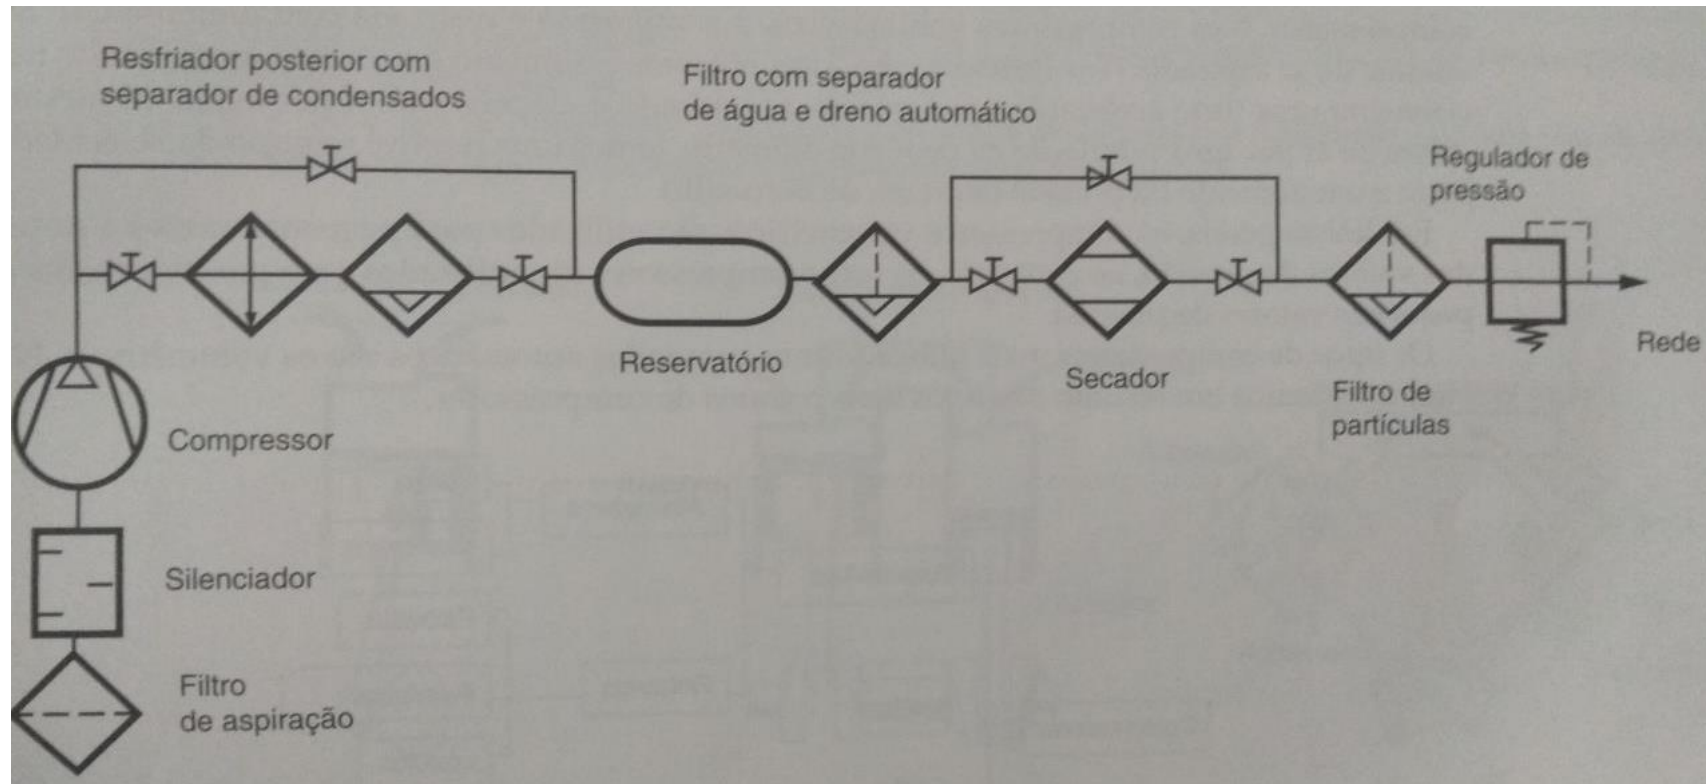 Resfriador posterior com
separador de condensados
Filtro com separador
de água e dreno automático
Regulador de
pressão
Reservatório
Secador
Filtro de
partículas
Rede
Compressor
Silenciador
Filtro
de aspiração